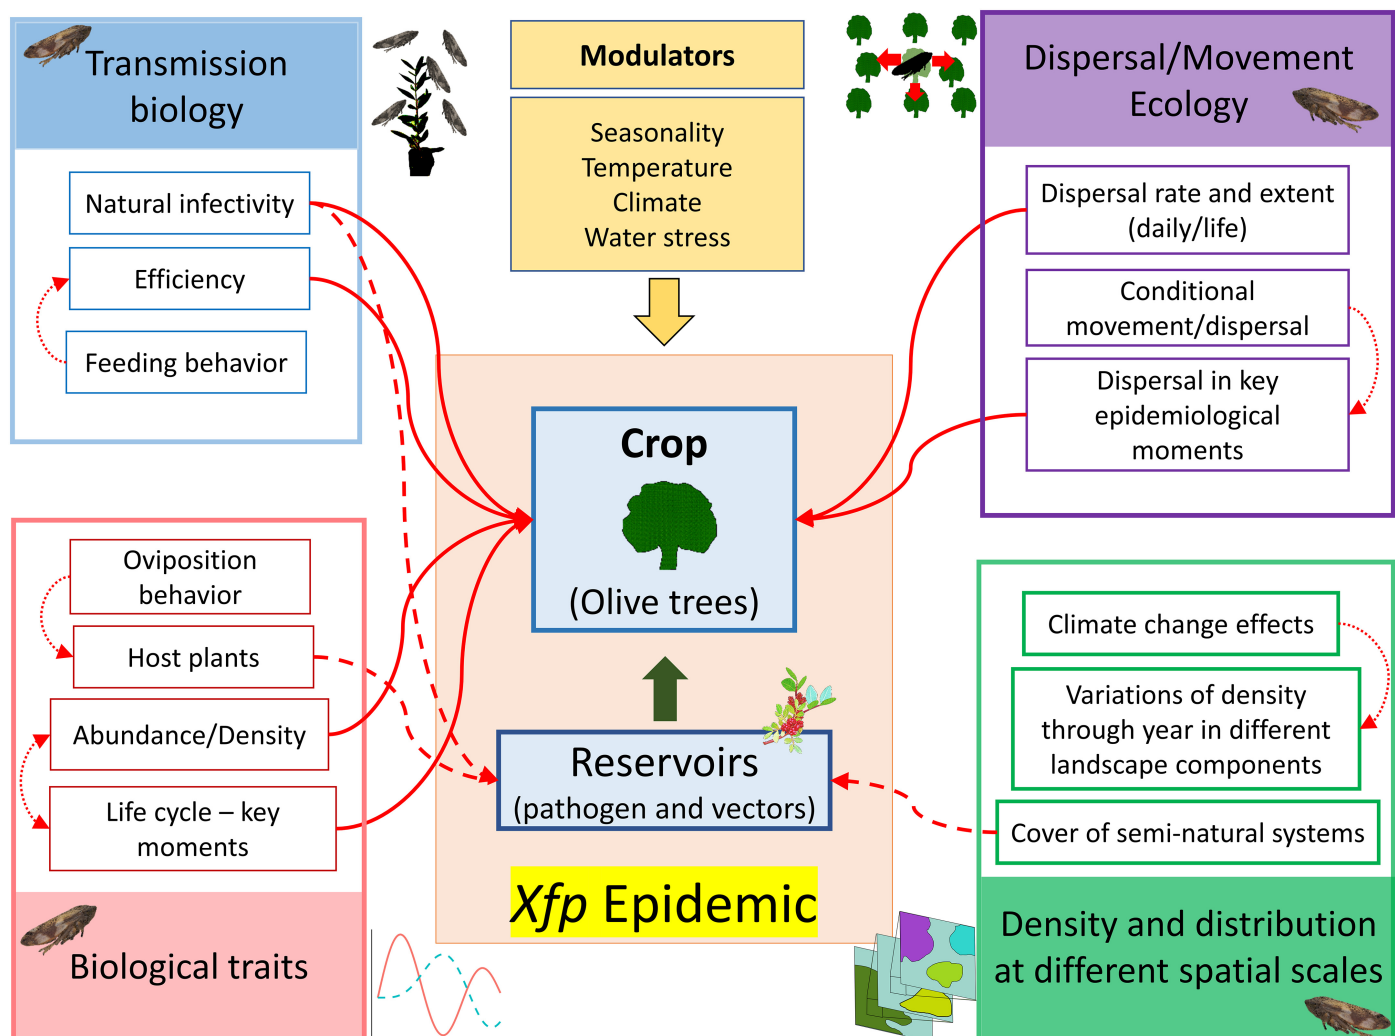 Transmission
biology
Natural infectivity
Efficiency
Feeding behavior
Modulators
Seasonality
Temperature
Climate
Water stress
Dispersal/Movement
Ecology
Dispersal rate and extent
(daily/life)
Conditional
movement/dispersal
Dispersal in key
epidemiological
moments
Crop
(Olive trees)
Reservoirs
(pathogen and vectors)
Xfp Epidemic
Oviposition
behavior
Host plants
Abundance/Density
Life cycle – key
moments
Biological traits
Climate change effects
Variations of density
through year in different
landscape components
Cover of semi-natural systems
Density and distribution
at different spatial scales